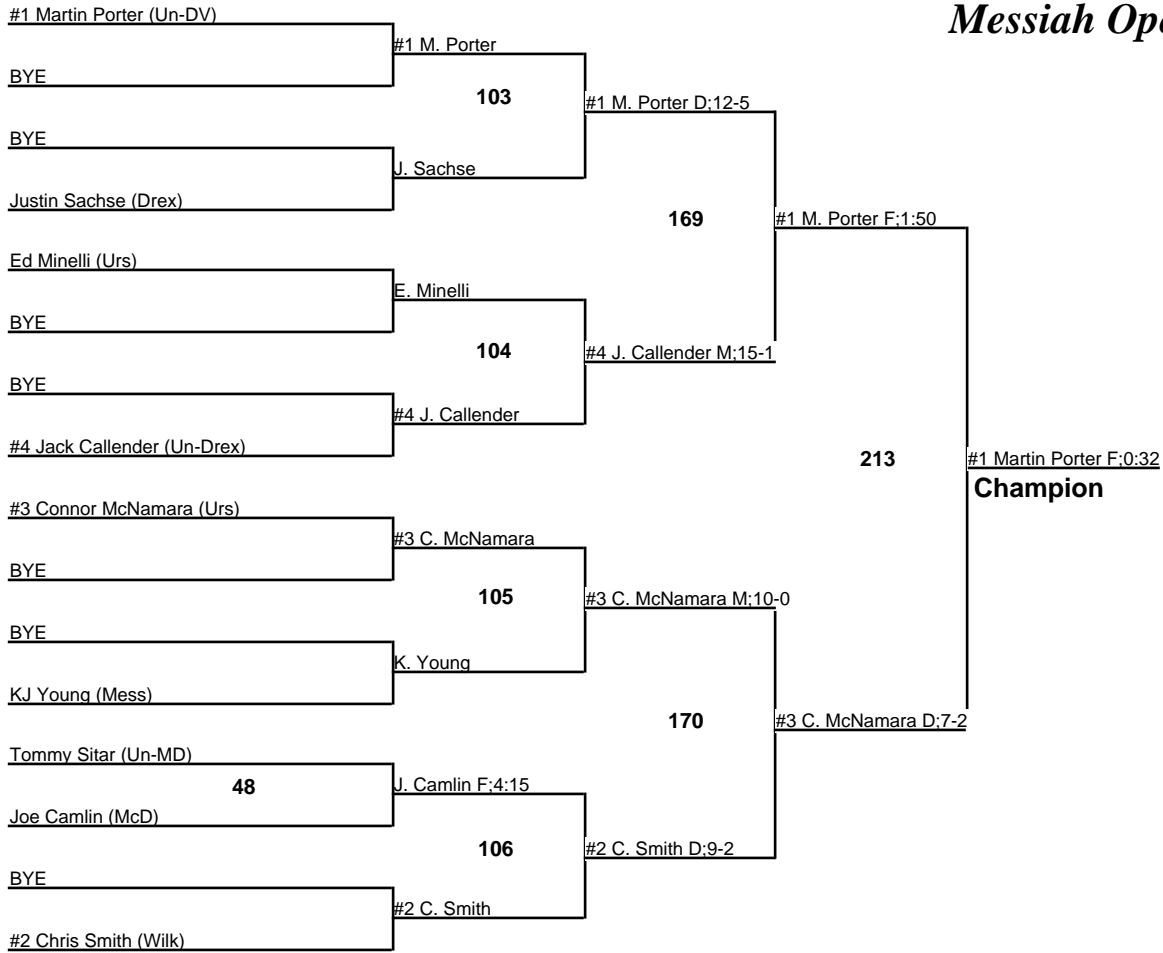 Messiah Op
#1 Martin Porter (Un-DV)
BYE
BYE
Justin Sachse (Drex)
Ed Minelli (Urs)
BYE
BYE
#4 Jack Callender (Un-Drex)
#3 Connor McNamara (Urs)
BYE
BYE
KJ Young (Mess)
Tommy Sitar (Un-MD)
48
Joe Camlin (McD)
BYE
#2 Chris Smith (Wilk)
#1 M. Porter
103
J. Sachse
E. Minelli
104
#4 J. Callender
#3 C. McNamara
105
K. Young
J. Camlin F;4:15
106
#2 C. Smith
#1 M. Porter D;12-5
169
#4 J. Callender M;15-1
#3 C. McNamara M;10-0
170
#2 C. Smith D;9-2
#1 M. Porter F;1:50
213
#3 C. McNamara D;7-2
#1 Martin Porter F;0:32
Champion